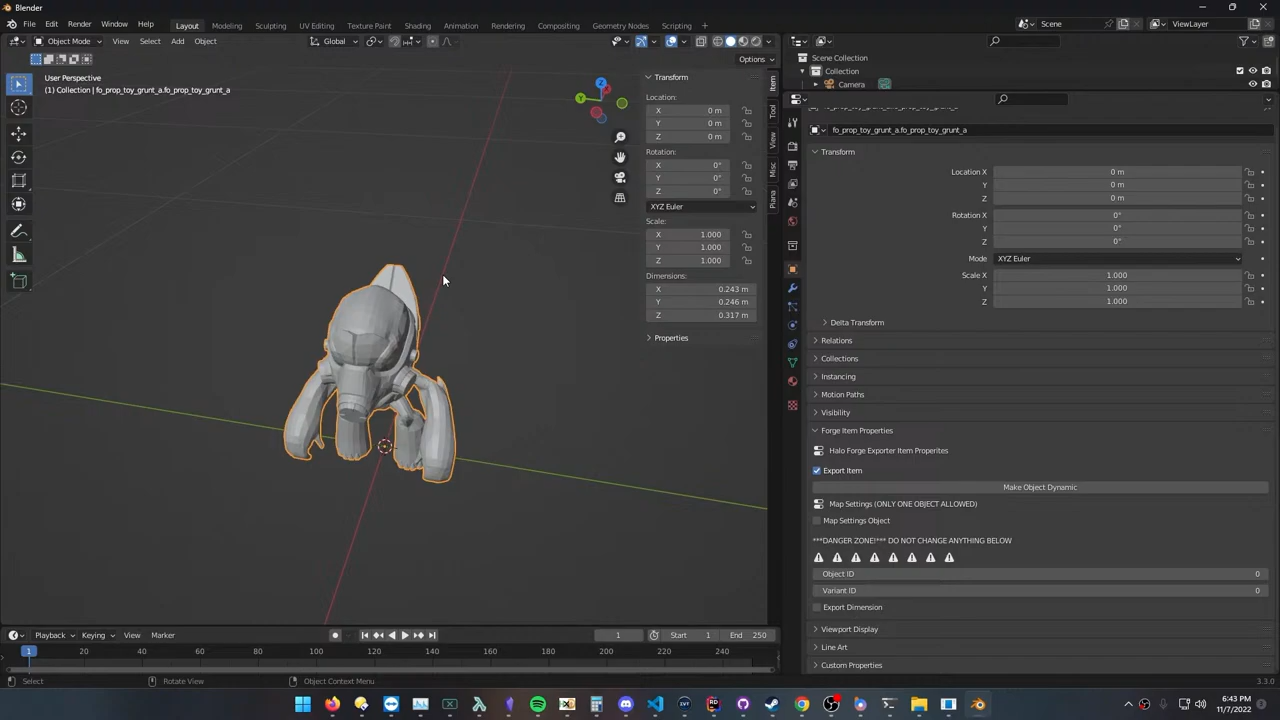 Blender
File Edit Render Window Help Layout Modeling Sculpting UV Editing Texture Paint Shading Animation Rendering Compositing Geometry Nodes Scripting + Scene ViewLayer
Object Mode View Select Add Object Global
Options
User Perspective
(1) Collection | fo_prop_toy_grunt_a.fo_prop_toy_grunt_a
Z
Y
Transform
Location:
X 0 m
Y 0 m
Z 0 m
Rotation:
X 0°
Y 0°
Z 0°
XYZ Euler
Scale:
X 1.000
Y 1.000
Z 1.000
Dimensions:
X 0.243 m
Y 0.246 m
Z 0.317 m
Properties
Item
Tool
View
Misc
Scene Collection
Collection
Camera
fo_prop_toy_grunt_a.fo_prop_toy_grunt_a
Transform
Location X 0 m
Y 0 m
Z 0 m
Rotation X 0°
Y 0°
Z 0°
Mode XYZ Euler
Scale X 1.000
Y 1.000
Z 1.000
Delta Transform
Relations
Collections
Instancing
Motion Paths
Visibility
Forge Item Properties
Halo Forge Exporter Item Properites
Export Item
Make Object Dynamic
Map Settings (ONLY ONE OBJECT ALLOWED)
Map Settings Object
***DANGER ZONE!*** DO NOT CHANGE ANYTHING BELOW
Object ID 0
Variant ID 0
Export Dimension
Viewport Display
Line Art
Custom Properties
Playback Keying View Marker 1 Start 1 End 250
1 20 40 60 80 100 120 140 160 180 200 220 240
Select Rotate View Object Context Menu 3.3.0
6:43 PM
11/7/2022